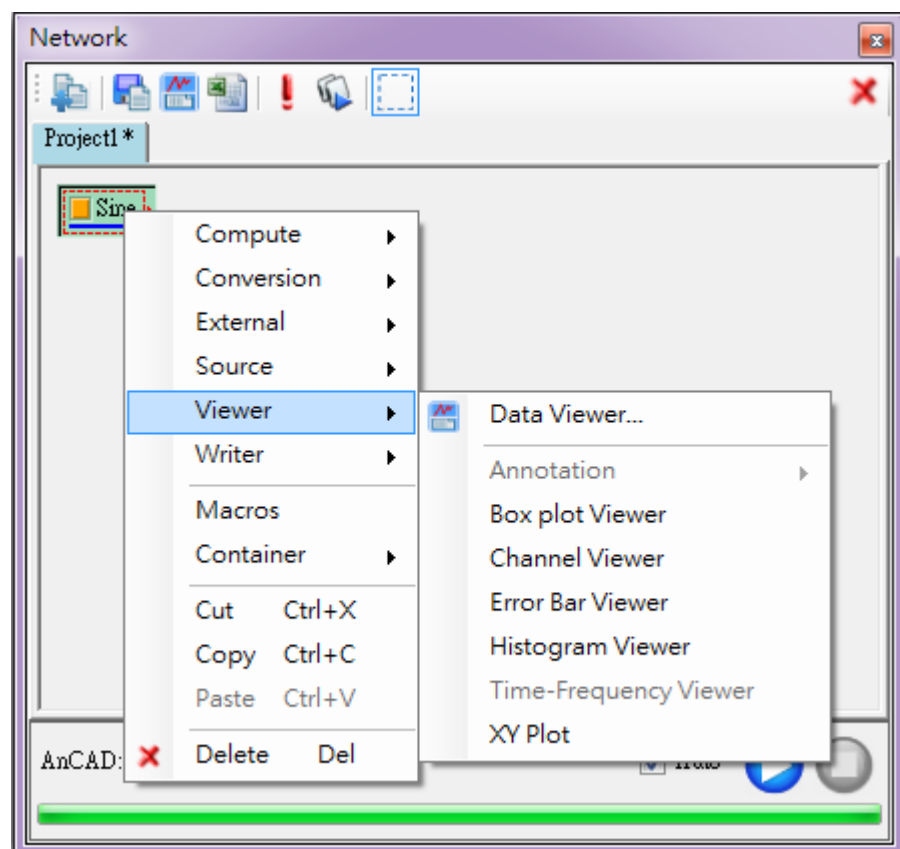 Network
Project1 *
Sine
Compute
Conversion
External
Source
Viewer
Writer
Macros
Container
Cut Ctrl+X
Copy Ctrl+C
Paste Ctrl+V
Delete Del
Data Viewer...
Annotation
Box plot Viewer
Channel Viewer
Error Bar Viewer
Histogram Viewer
Time-Frequency Viewer
XY Plot
AnCAD: